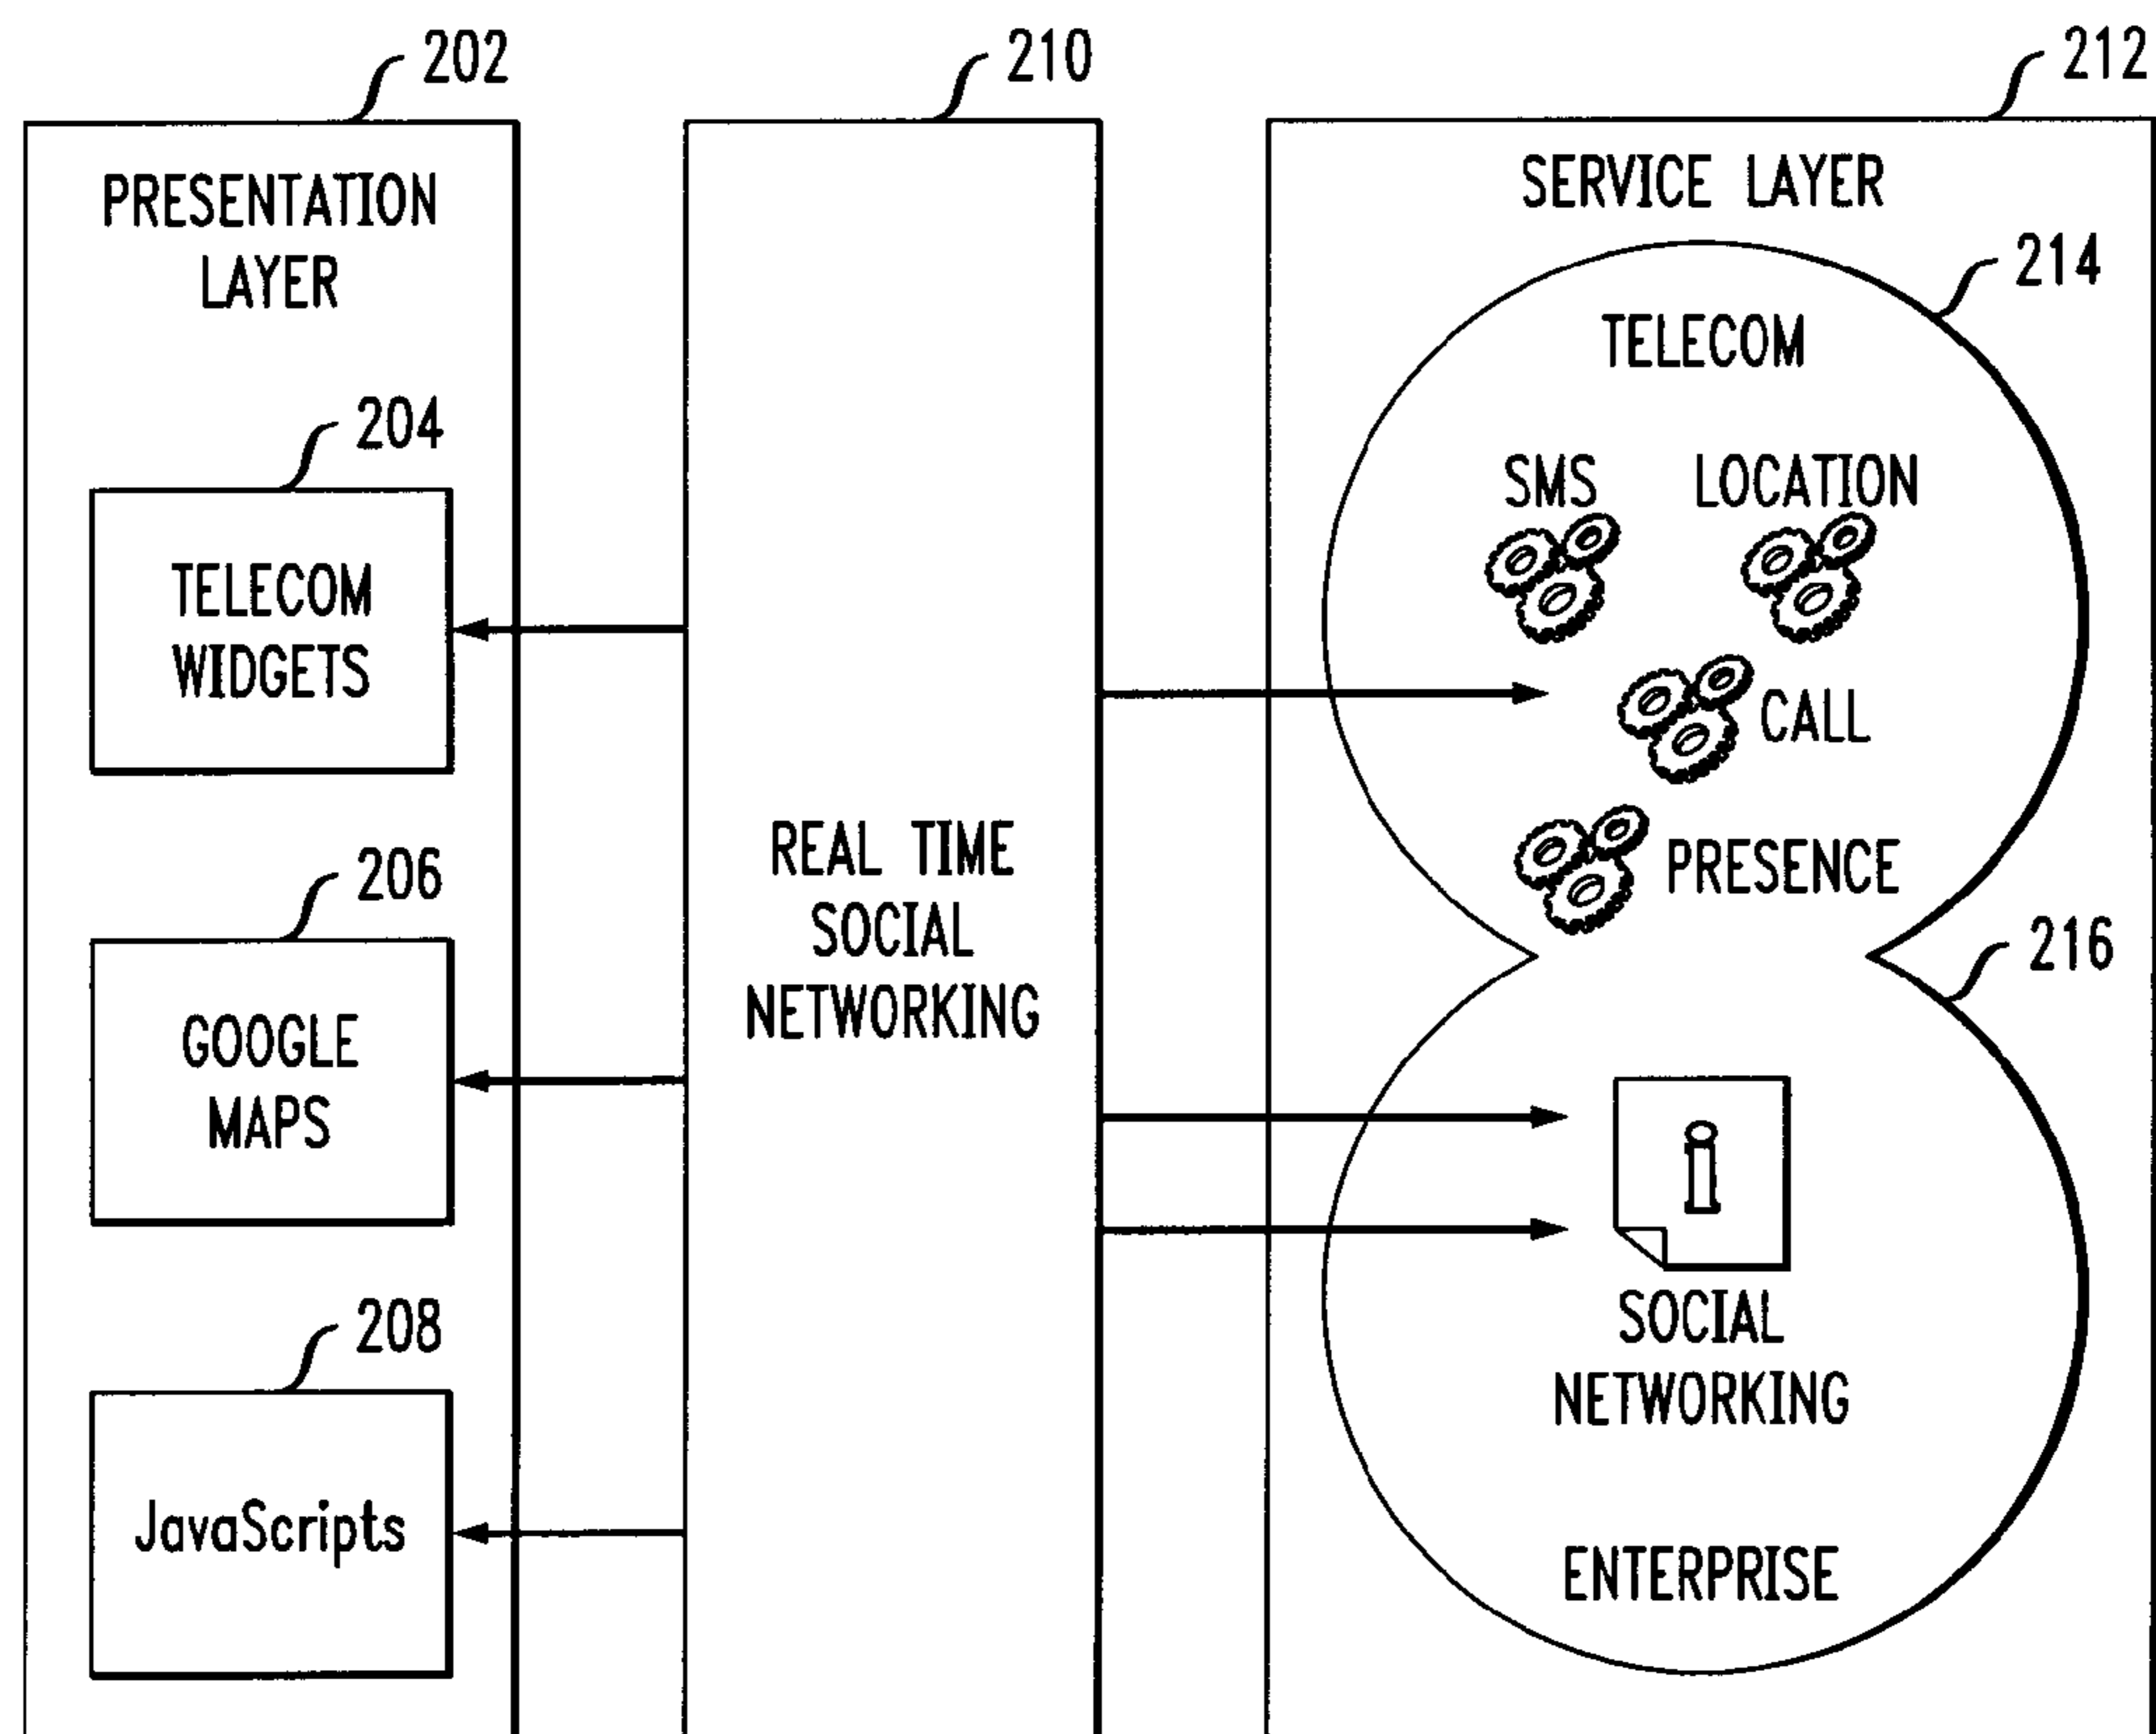 202
PRESENTATION
LAYER
204
TELECOM
WIDGETS
206
GOOGLE
MAPS
208
JavaScripts
210
REAL TIME
SOCIAL
NETWORKING
212
SERVICE LAYER
214
TELECOM
SMS
LOCATION
CALL
PRESENCE
216
i
SOCIAL
NETWORKING
ENTERPRISE